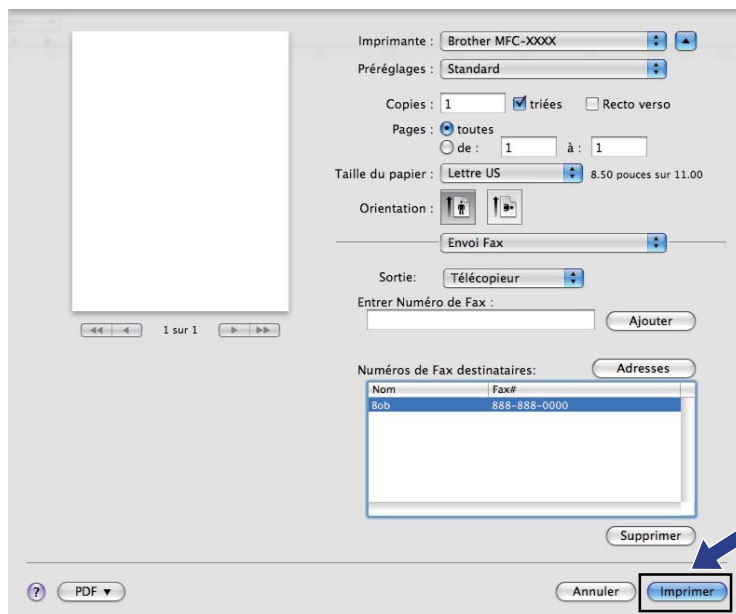 Imprimante : Brother MFC-XXXX
Préréglages : Standard
Copies : 1 triées Recto verso
Pages : toutes
de : 1 à : 1
Taille du papier : Lettre US 8.50 pouces sur 11.00
Orientation :
Envoi Fax
Sortie: Télécopieur
Entrer Numéro de Fax :
Ajouter
1 sur 1
Numéros de Fax destinataires: Adresses
Nom Fax#
Bob 888-888-0000
Supprimer
? PDF Annuler Imprimer